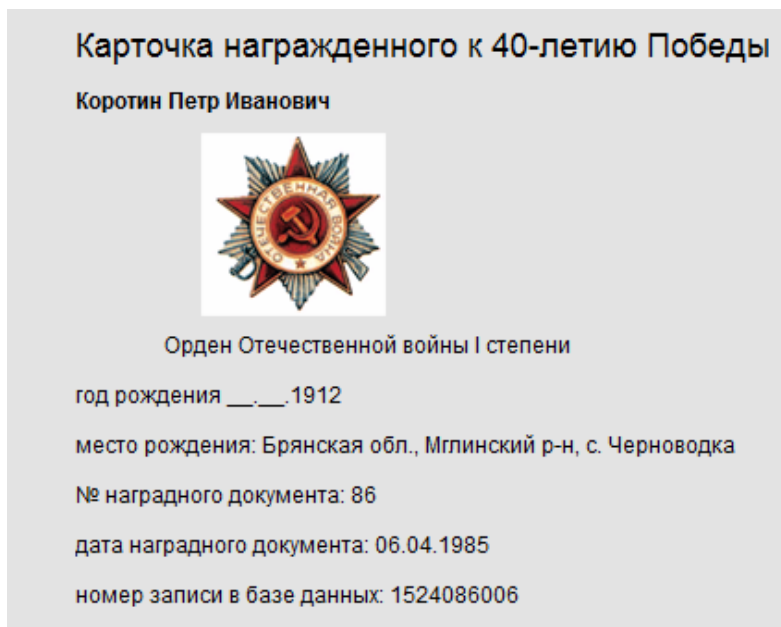 Карточка награжденного к 40-летию Победы
Коротин Петр Иванович
ОТЕЧЕСТВЕННАЯ ВОЙНА
Орден Отечественной войны I степени
год рождения __.__.1912
место рождения: Брянская обл., Мглинский р-н, с. Черноводка
№ наградного документа: 86
дата наградного документа: 06.04.1985
номер записи в базе данных: 1524086006